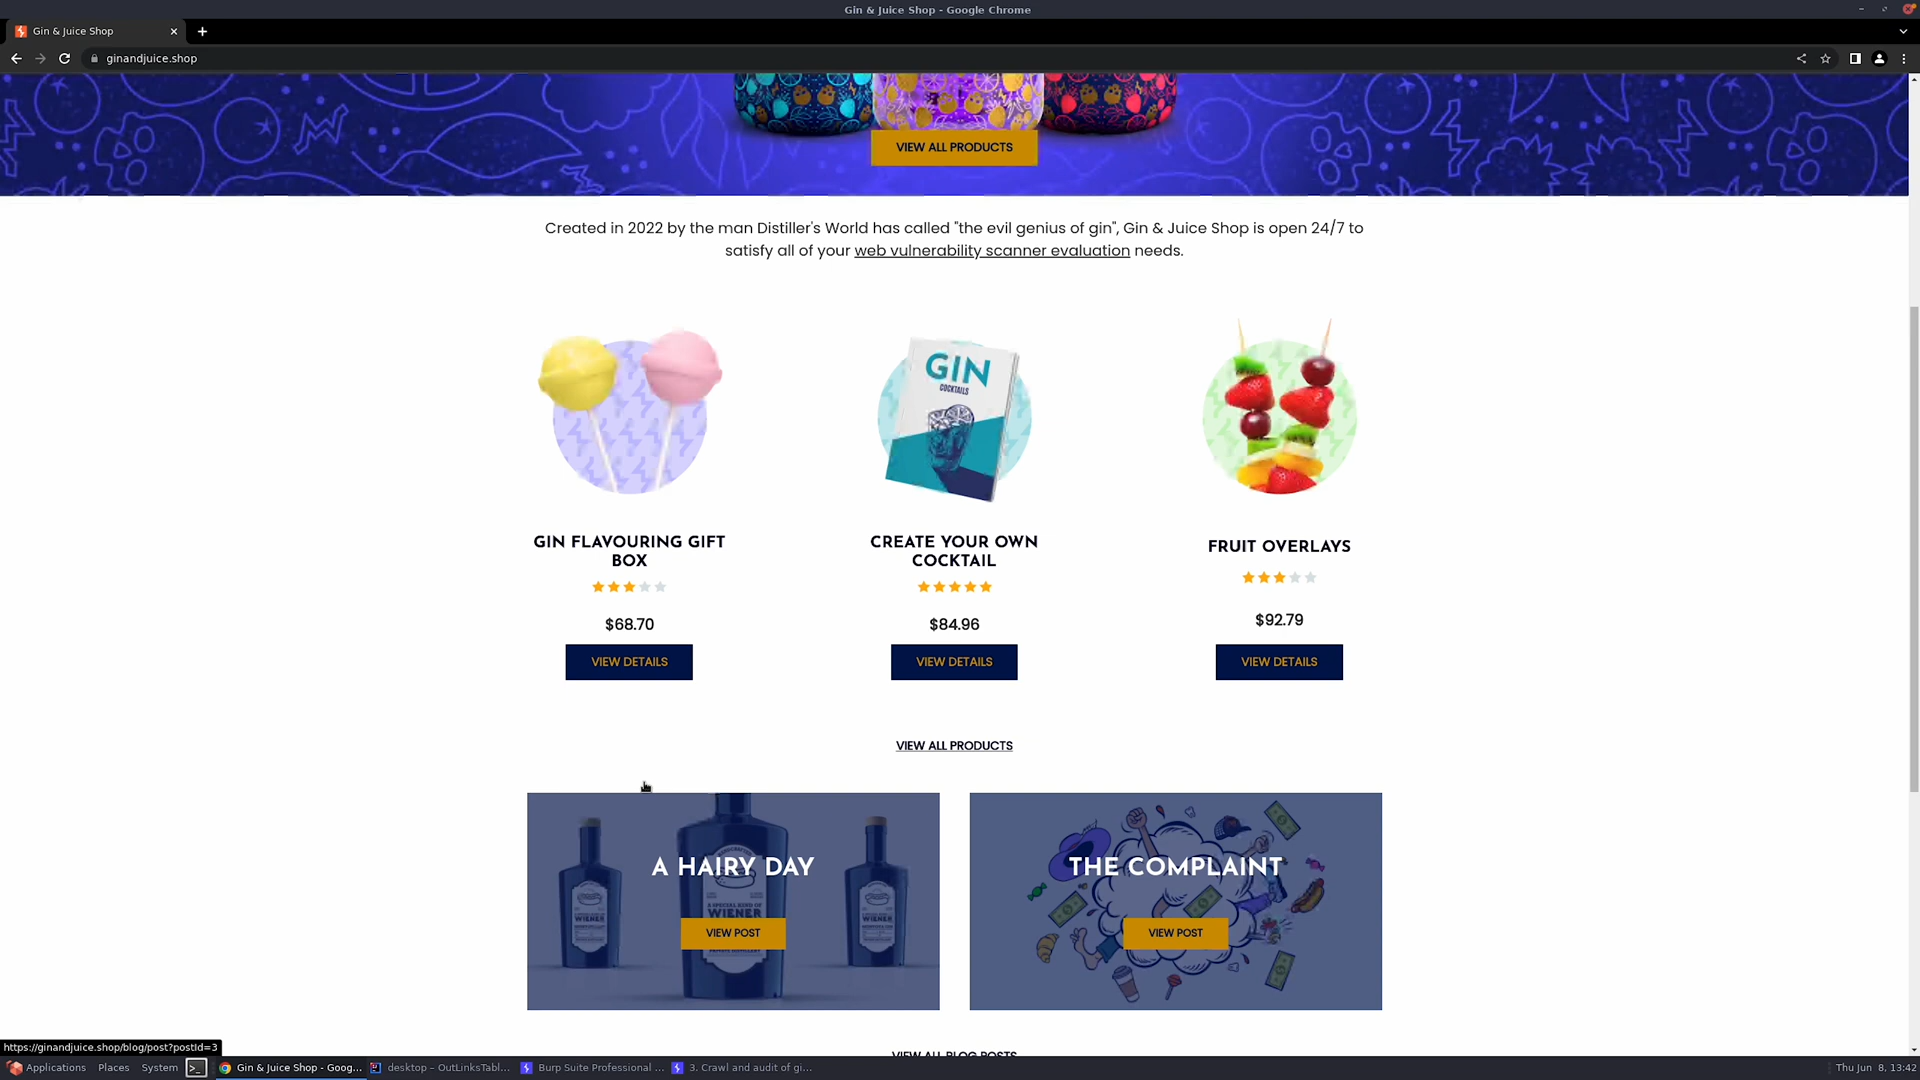 Gin & Juice Shop - Google Chrome
Gin & Juice Shop
ginandjuice.shop
VIEW ALL PRODUCTS
Created in 2022 by the man Distiller's World has called "the evil genius of gin", Gin & Juice Shop is open 24/7 to
satisfy all of your web vulnerability scanner evaluation needs.
GIN
COCKTAILS
GIN FLAVOURING GIFT
BOX
$68.70
VIEW DETAILS
CREATE YOUR OWN
COCKTAIL
$84.96
VIEW DETAILS
FRUIT OVERLAYS
$92.79
VIEW DETAILS
VIEW ALL PRODUCTS
A HAIRY DAY
WIENER
VIEW POST
THE COMPLAINT
VIEW POST
VIEW ALL BLOG POSTS
https://ginandjuice.shop/blog/post?postId=3
Applications Places System >_ Gin & Juice Shop - Goog... desktop – OutLinksTabl... Burp Suite Professional ... 3. Crawl and audit of gi... Thu Jun 8, 13:42